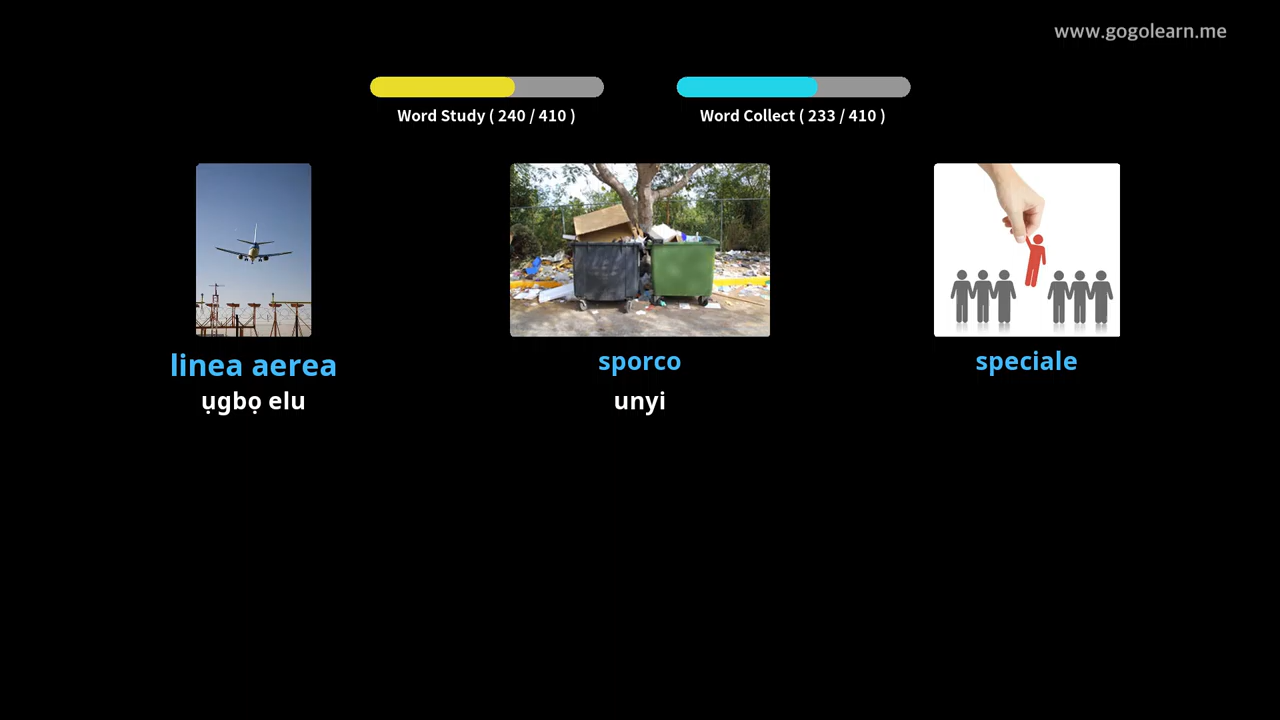 www.gogolearn.me
Word Study ( 240 / 410 )
Word Collect ( 233 / 410 )
linea aerea
sporco
speciale
ụgbọ elu
unyi